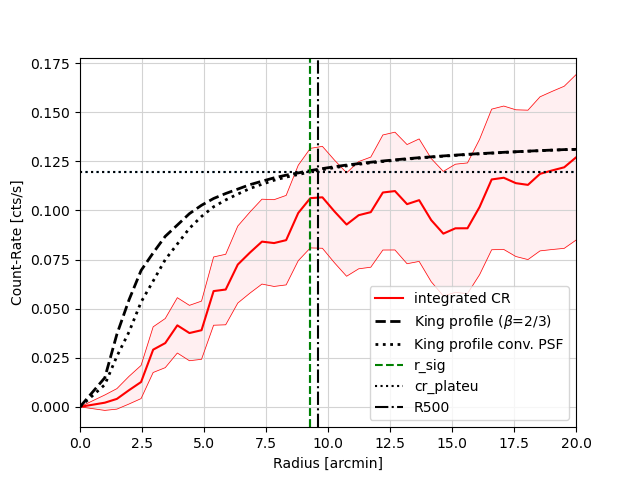 0.175
0.150
0.125
0.100
0.075
0.050
0.025
0.000
Count-Rate [cts/s]
integrated CR
King profile (β=2/3)
King profile conv. PSF
r_sig
cr_plateu
R500
0.0 2.5 5.0 7.5 10.0 12.5 15.0 17.5 20.0
Radius [arcmin]